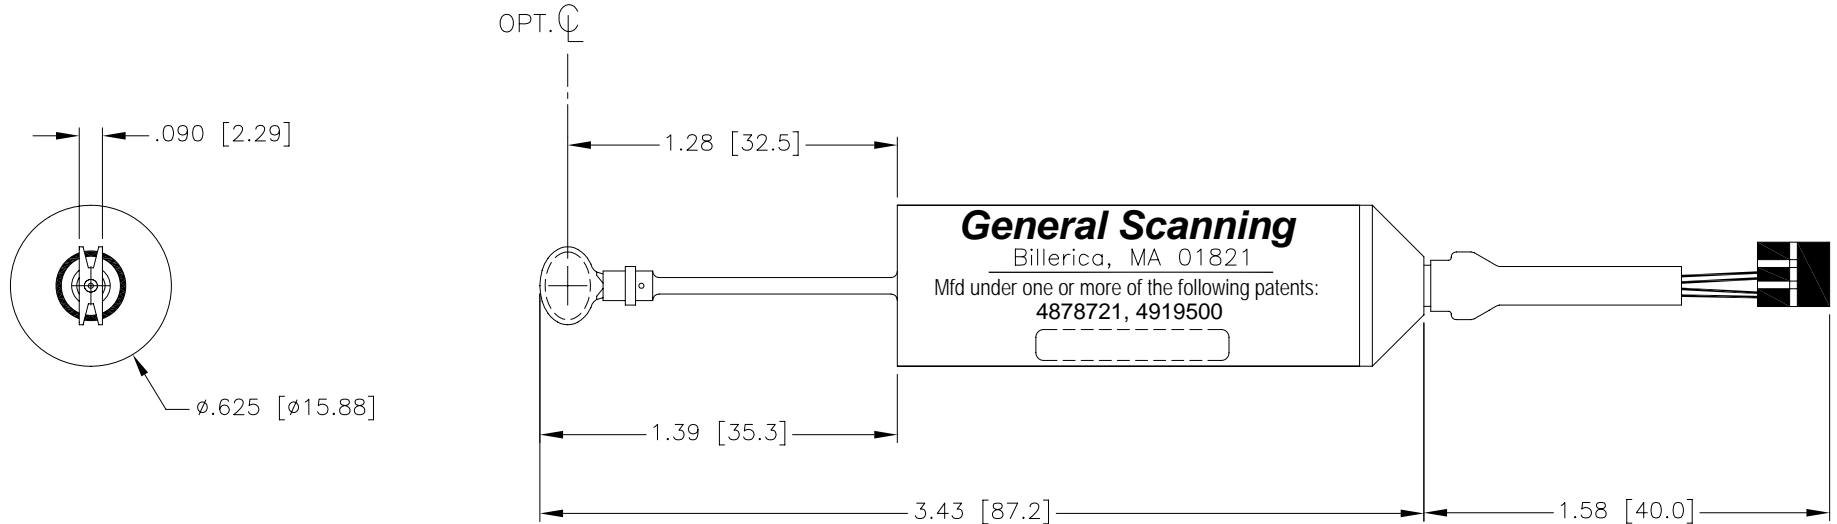 OPT. ℄
.090 [2.29]
1.28 [32.5]
General Scanning
Billerica, MA 01821
Mfd under one or more of the following patents:
4878721, 4919500
ø.625 [ø15.88]
1.39 [35.3]
3.43 [87.2]
1.58 [40.0]